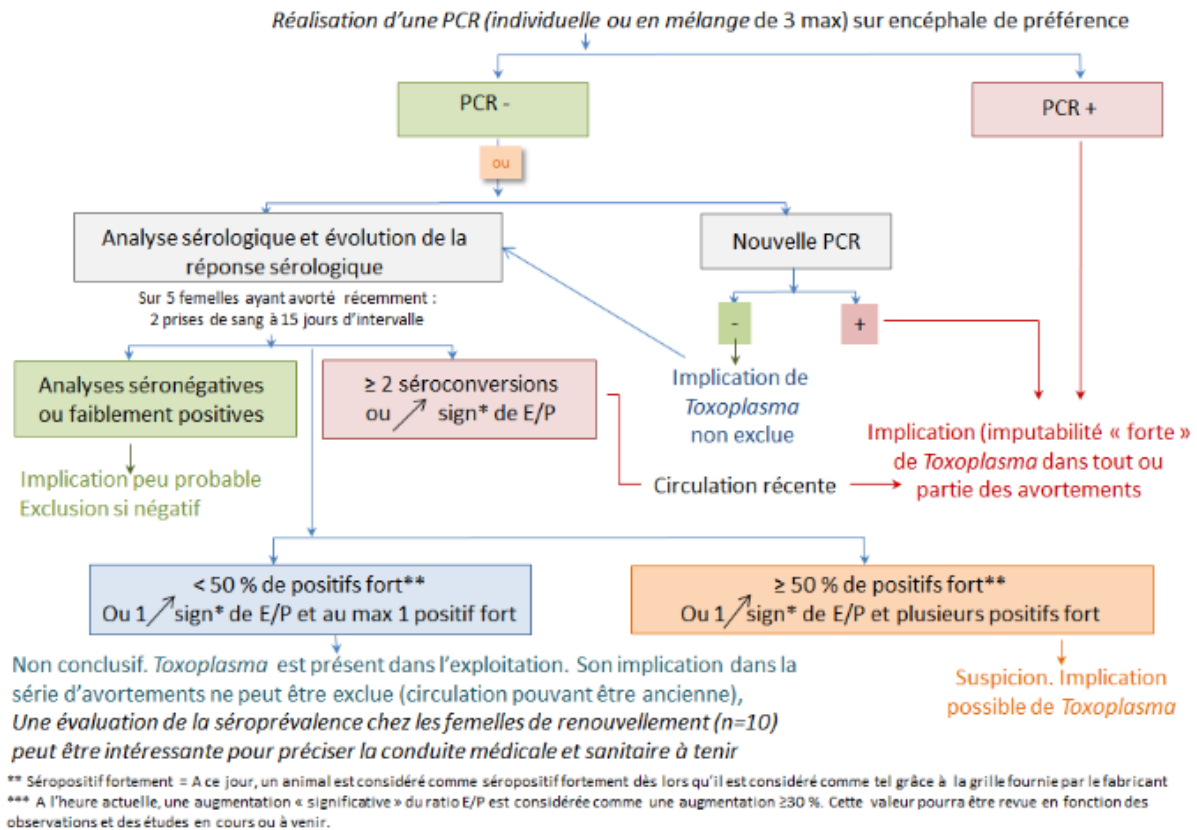 Réalisation d'une PCR (individuelle ou en mélange de 3 max) sur encéphale de préférence
PCR -
PCR +
ou
Analyse sérologique et évolution de la
réponse sérologique
Nouvelle PCR
Sur 5 femelles ayant avorté récemment :
2 prises de sang à 15 jours d'intervalle
-
+
Analyses séronégatives
ou faiblement positives
≥ 2 séroconversions
ou ↗ sign* de E/P
Implication de
Toxoplasma
non exclue
Implication (imputabilité « forte »
de Toxoplasma dans tout ou
partie des avortements
Implication peu probable
Exclusion si négatif
Circulation récente
< 50 % de positifs fort**
Ou 1 ↗ sign* de E/P et au max 1 positif fort
≥ 50 % de positifs fort**
Ou 1 ↗ sign* de E/P et plusieurs positifs fort
Non conclusif. Toxoplasma est présent dans l'exploitation. Son implication dans la
série d'avortements ne peut être exclue (circulation pouvant être ancienne),
Une évaluation de la séroprévalence chez les femelles de renouvellement (n=10)
peut être intéressante pour préciser la conduite médicale et sanitaire à tenir
Suspicion. Implication
possible de Toxoplasma
** Séropositif fortement = A ce jour, un animal est considéré comme séropositif fortement dès lors qu'il est considéré comme tel grâce à la grille fournie par le fabricant
*** A l'heure actuelle, une augmentation « significative » du ratio E/P est considérée comme une augmentation ≥30 %. Cette valeur pourra être revue en fonction des
observations et des études en cours ou à venir.